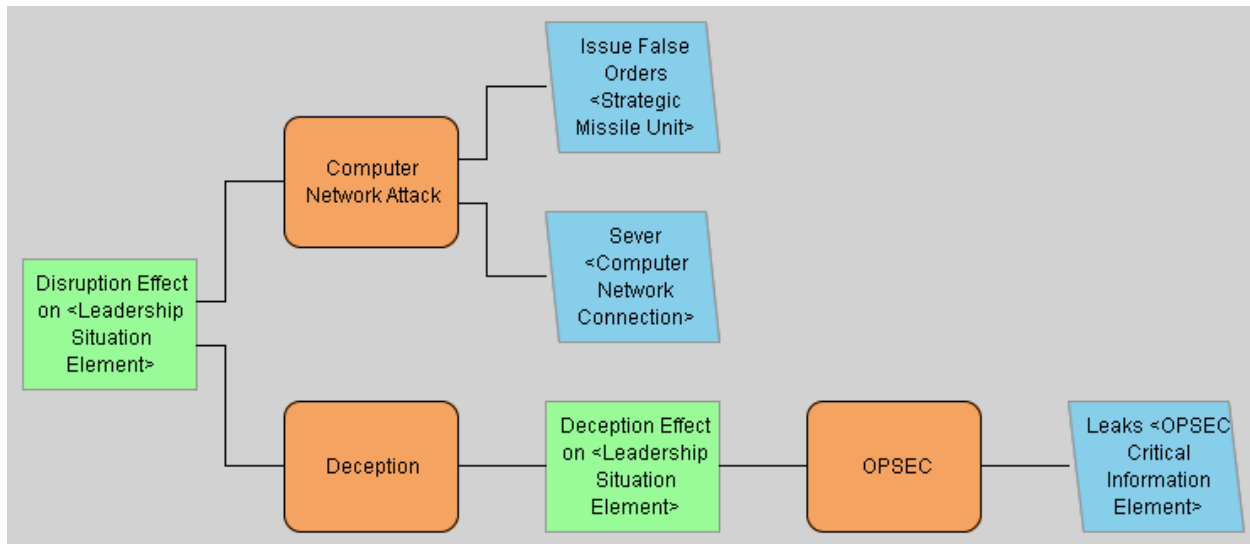 Issue False
Orders
<Strategic
Missile Unit>
Computer
Network Attack
Sever
<Computer
Network
Connection>
Disruption Effect
on <Leadership
Situation
Element>
Deception
Deception Effect
on <Leadership
Situation
Element>
OPSEC
Leaks <OPSEC
Critical
Information
Element>